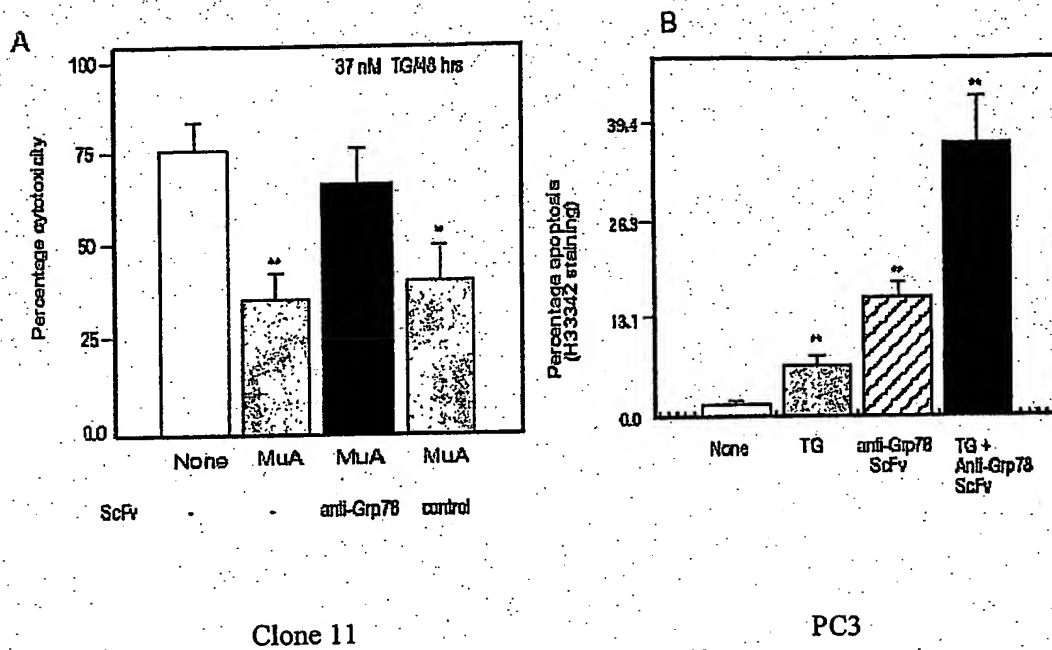 A
37 nM TG/48 hrs
Percentage cytotoxicity
100
75
50
25
0.0
**
*
None MuA MuA MuA
ScFv - - anti-Grp78 control
Clone 11
B
Percentage apoptosis
(H33342 staining)
39.4
26.3
13.1
0.0
**
**
**
None TG anti-Grp78 TG +
ScFv Anti-Grp78
ScFv
PC3